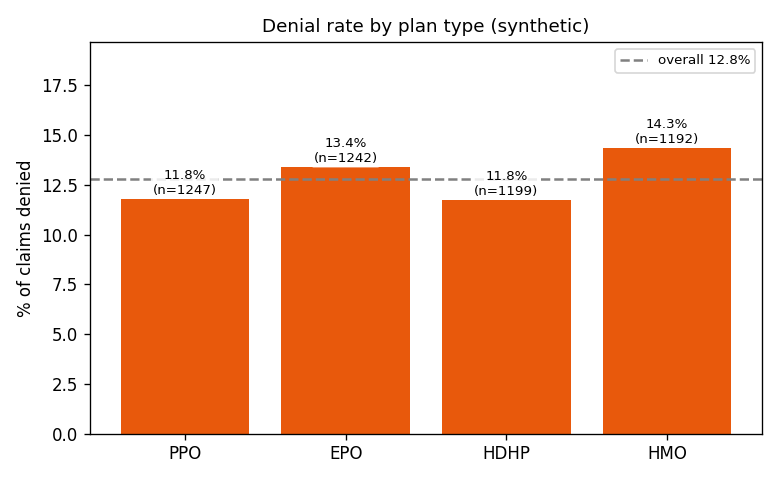 Denial rate by plan type (synthetic)
overall 12.8%
% of claims denied
17.5
15.0
12.5
10.0
7.5
5.0
2.5
0.0
11.8%
(n=1247)
13.4%
(n=1242)
11.8%
(n=1199)
14.3%
(n=1192)
PPO
EPO
HDHP
HMO